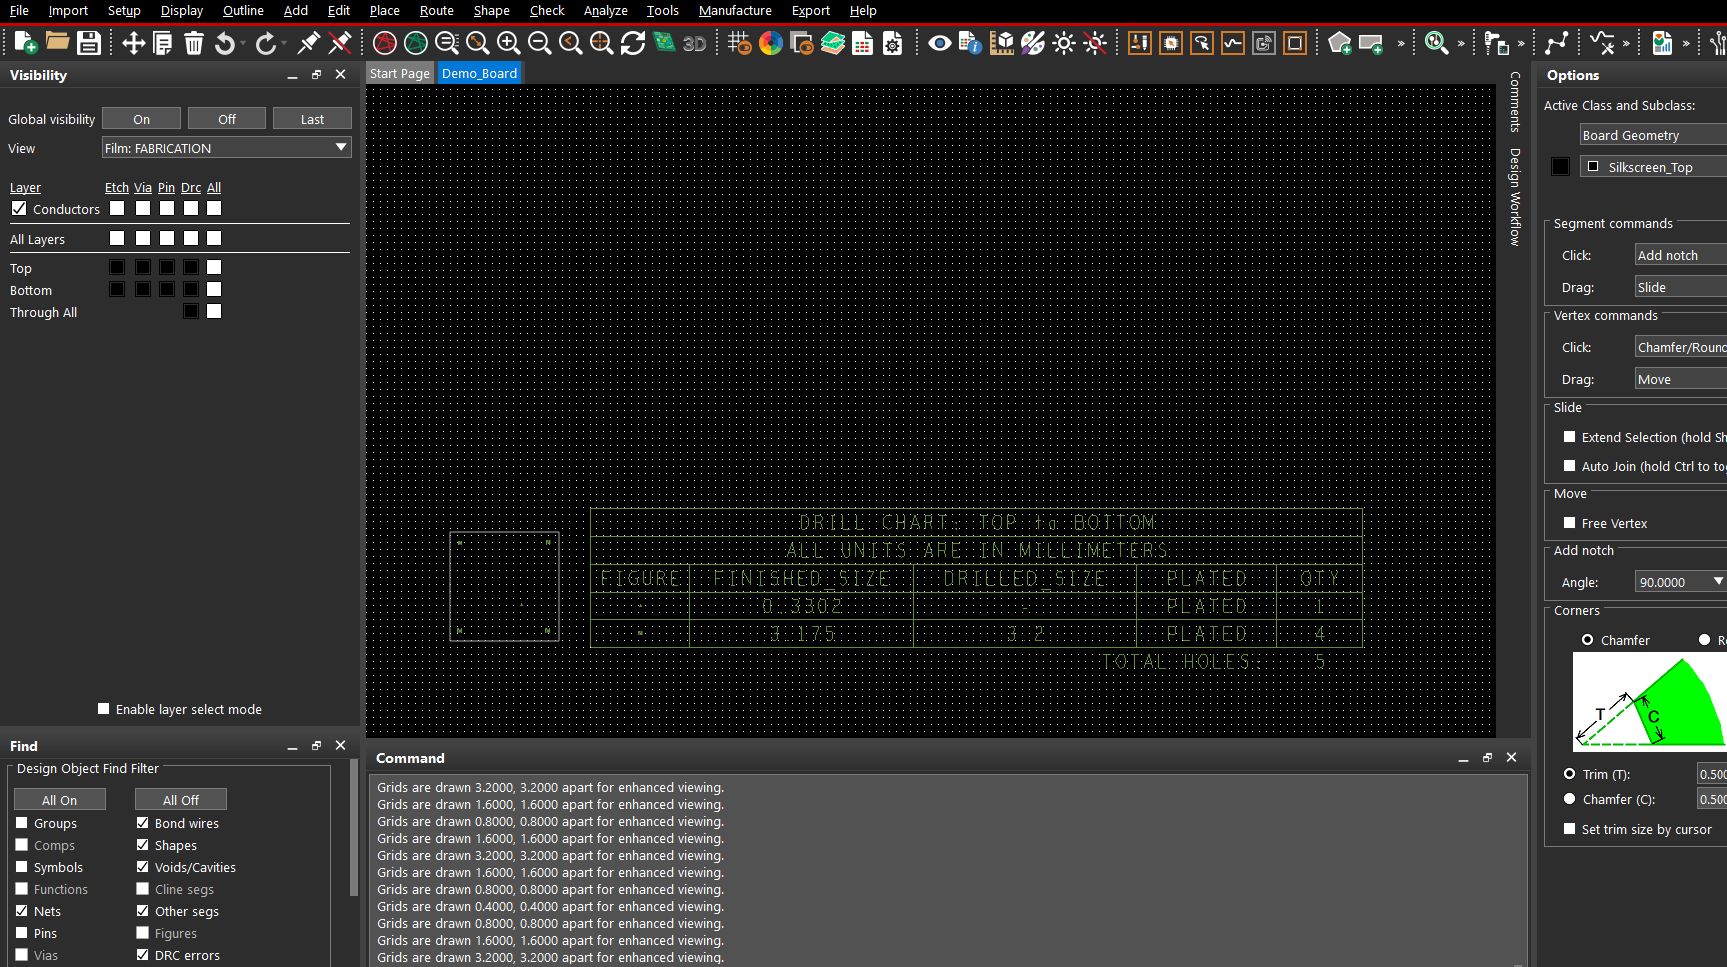 File Import Setup Display Outline Add Edit Place Route Shape Check Analyze Tools Manufacture Export Help
3D
Visibility
Global visibility On Off Last
View Film: FABRICATION
Layer Etch Via Pin Drc All
Conductors
All Layers
Top
Bottom
Through All
Enable layer select mode
Find
Design Object Find Filter
All On All Off
Groups Bond wires
Comps Shapes
Symbols Voids/Cavities
Functions Cline segs
Nets Other segs
Pins Figures
Vias DRC errors
Start Page Demo_Board
DRILL CHART: TOP to BOTTOM
ALL UNITS ARE IN MILLIMETERS
FIGURE FINISHED_SIZE DRILLED_SIZE PLATED QTY
0.3302 - PLATED 1
3.175 3.2 PLATED 4
TOTAL HOLES: 5
Command
Grids are drawn 3.2000, 3.2000 apart for enhanced viewing.
Grids are drawn 1.6000, 1.6000 apart for enhanced viewing.
Grids are drawn 0.8000, 0.8000 apart for enhanced viewing.
Grids are drawn 1.6000, 1.6000 apart for enhanced viewing.
Grids are drawn 3.2000, 3.2000 apart for enhanced viewing.
Grids are drawn 1.6000, 1.6000 apart for enhanced viewing.
Grids are drawn 0.8000, 0.8000 apart for enhanced viewing.
Grids are drawn 0.4000, 0.4000 apart for enhanced viewing.
Grids are drawn 0.8000, 0.8000 apart for enhanced viewing.
Grids are drawn 1.6000, 1.6000 apart for enhanced viewing.
Grids are drawn 3.2000, 3.2000 apart for enhanced viewing.
Comments
Design Workflow
Options
Active Class and Subclass:
Board Geometry
Silkscreen_Top
Segment commands
Click: Add notch
Drag: Slide
Vertex commands
Click: Chamfer/Round
Drag: Move
Slide
Extend Selection (hold Sh
Auto Join (hold Ctrl to tog
Move
Free Vertex
Add notch
Angle: 90.0000
Corners
Chamfer R
T C
Trim (T): 0.500
Chamfer (C): 0.500
Set trim size by cursor